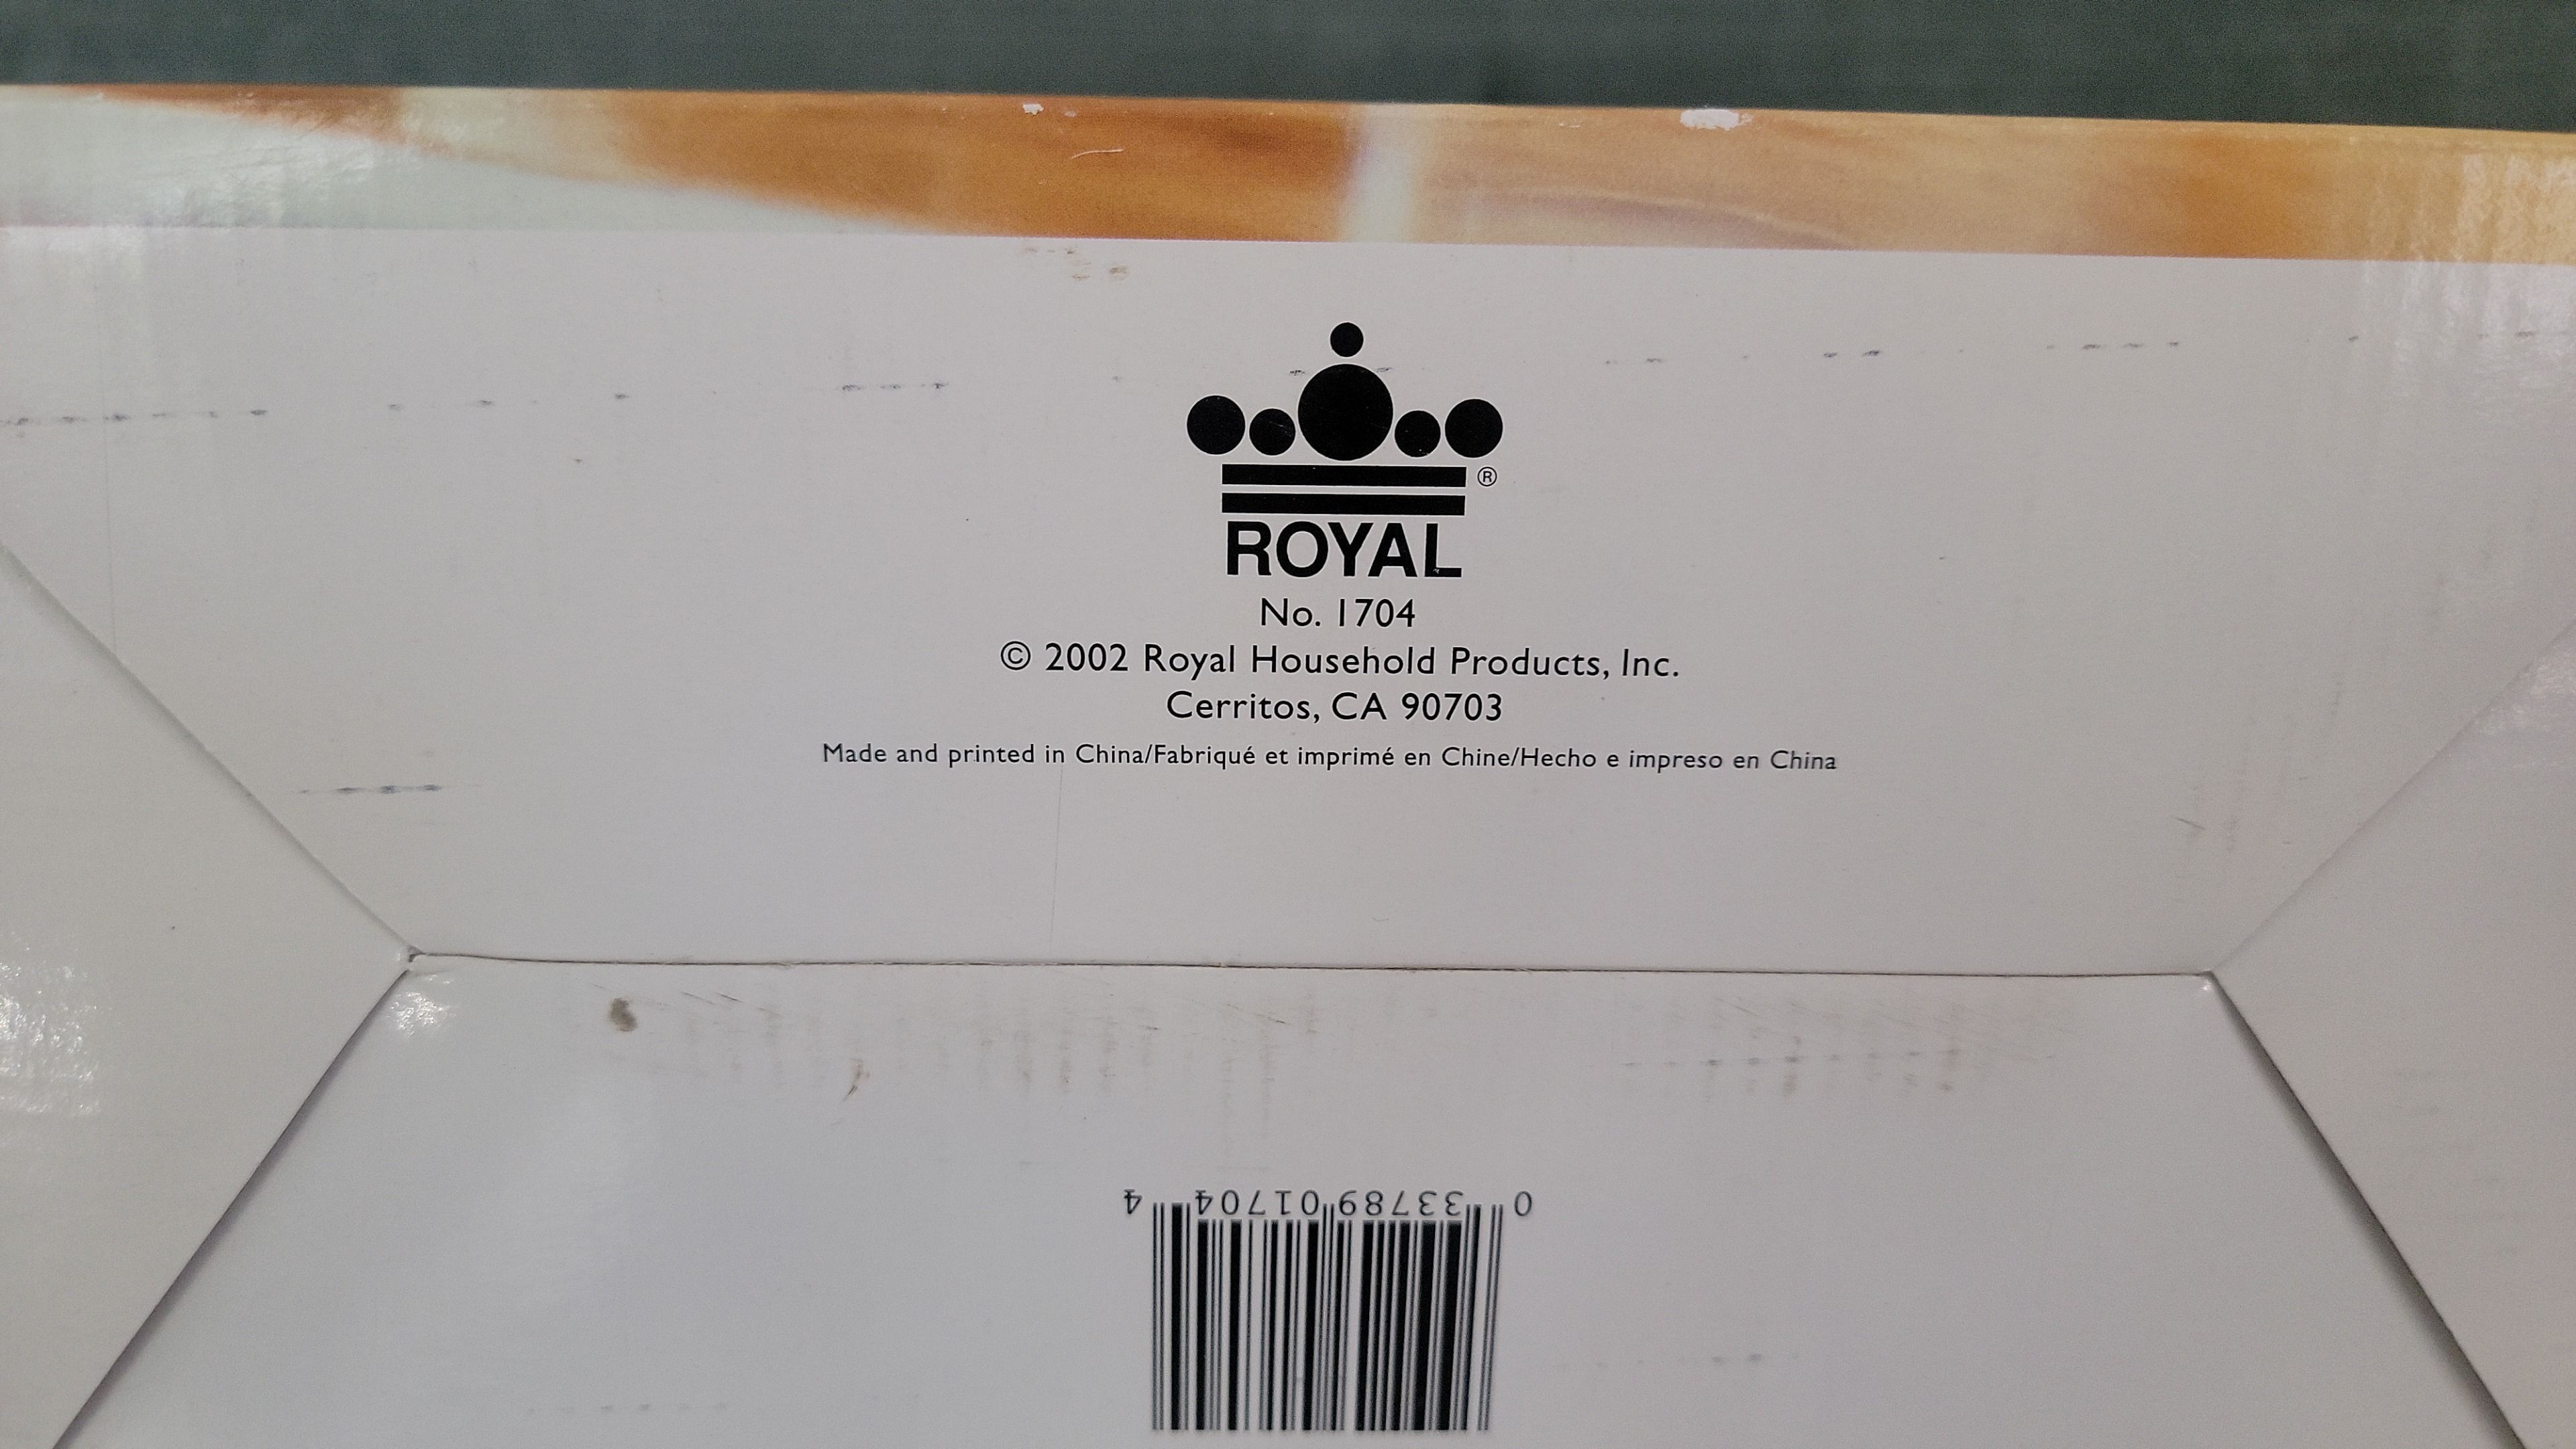 ®
ROYAL
No. 1704
© 2002 Royal Household Products, Inc.
Cerritos, CA 90703
Made and printed in China/Fabriqué et imprimé en Chine/Hecho e impreso en China
0 33789 01704 4